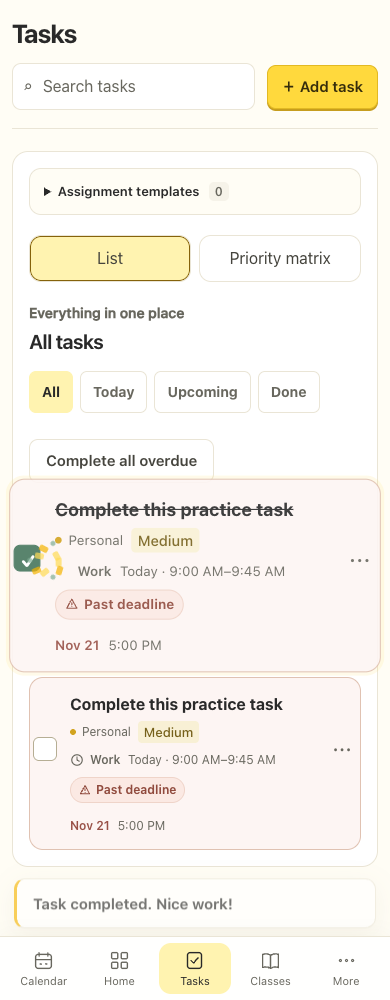 Tasks
Search tasks
+ Add task
Assignment templates 0
List
Priority matrix
Everything in one place
All tasks
All
Today
Upcoming
Done
Complete all overdue
Complete this practice task
Personal Medium
Work Today · 9:00 AM–9:45 AM
Past deadline
Nov 21 5:00 PM
Complete this practice task
Personal Medium
Work Today · 9:00 AM–9:45 AM
Past deadline
Nov 21 5:00 PM
Task completed. Nice work!
Calendar
Home
Tasks
Classes
More